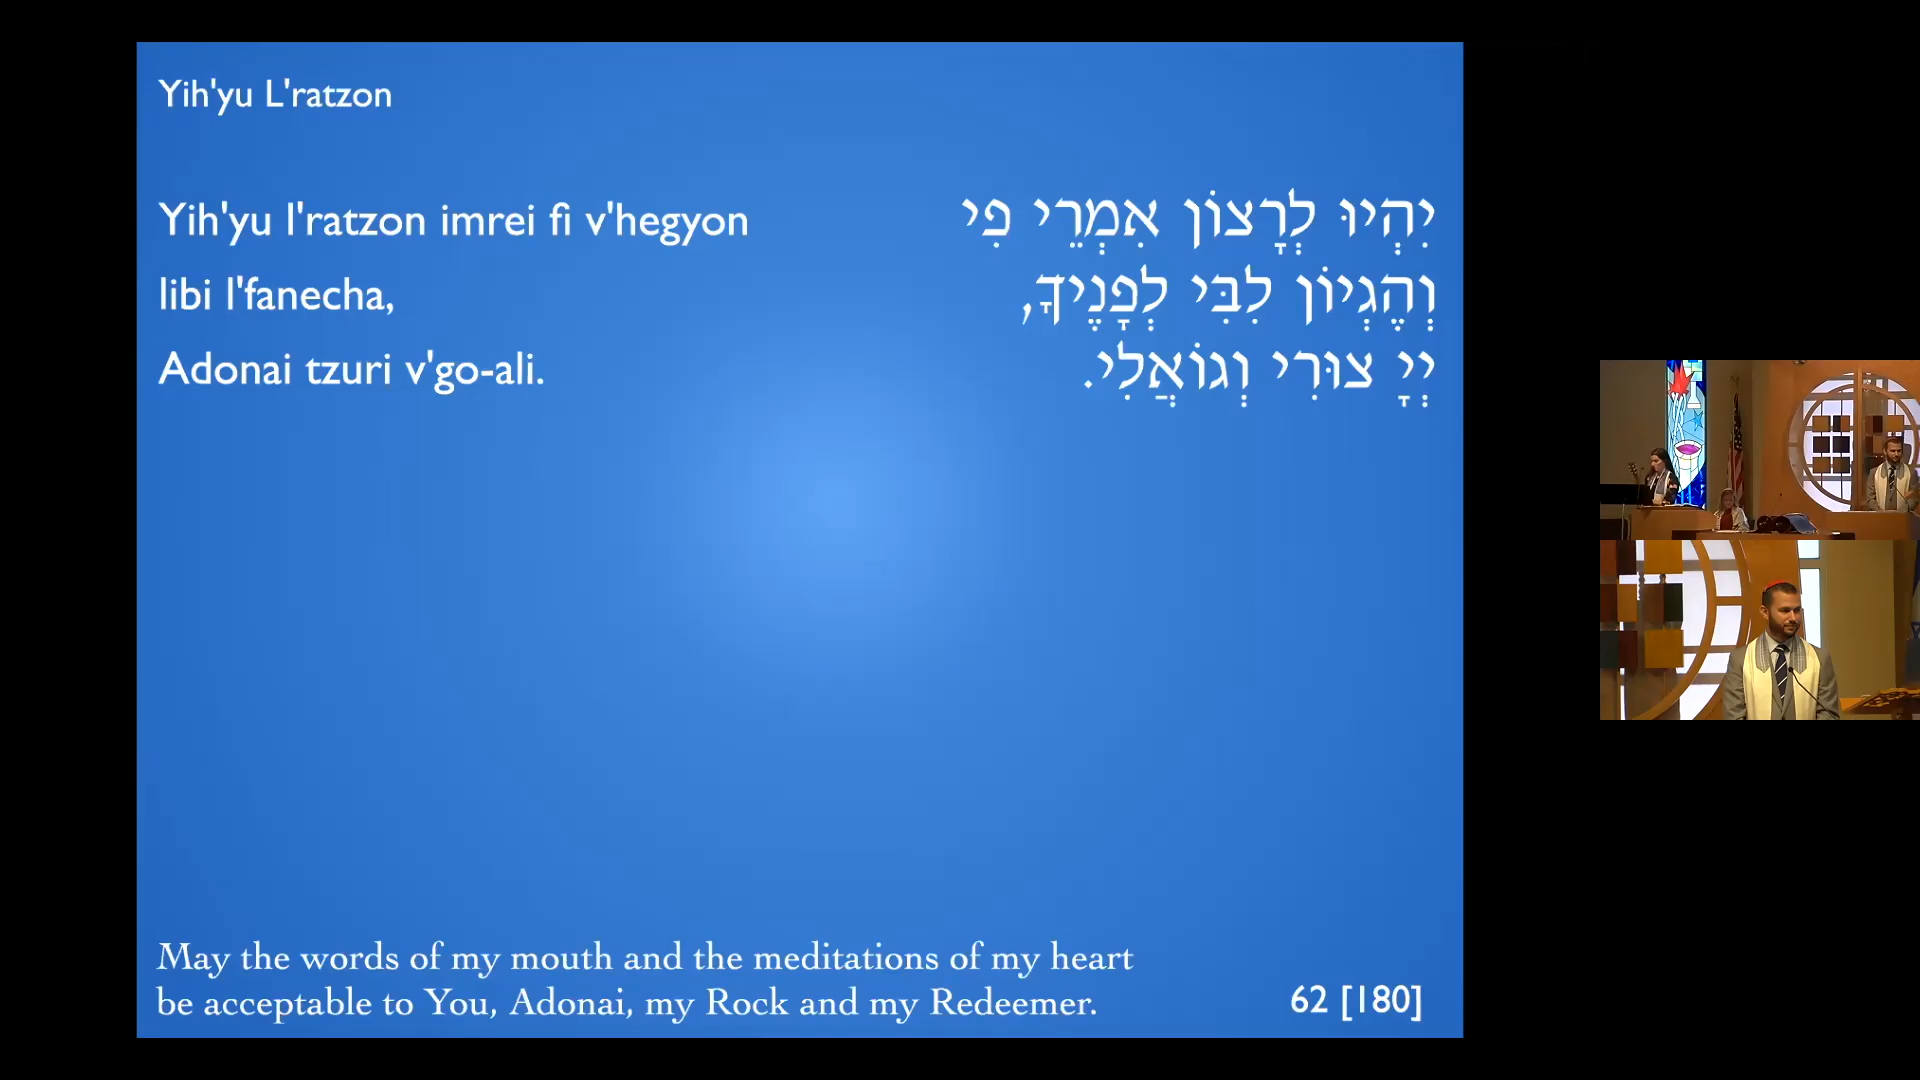 Yih'yu L'ratzon
Yih'yu l'ratzon imrei fi v'hegyon
libi l'fanecha,
Adonai tzuri v'go-ali.
יִהְיוּ לְרָצוֹן אִמְרֵי פִי
וְהֶגְיוֹן לִבִּי לְפָנֶיךָ,
יְיָ צוּרִי וְגוֹאֲלִי.
May the words of my mouth and the meditations of my heart
be acceptable to You, Adonai, my Rock and my Redeemer.
62 [180]